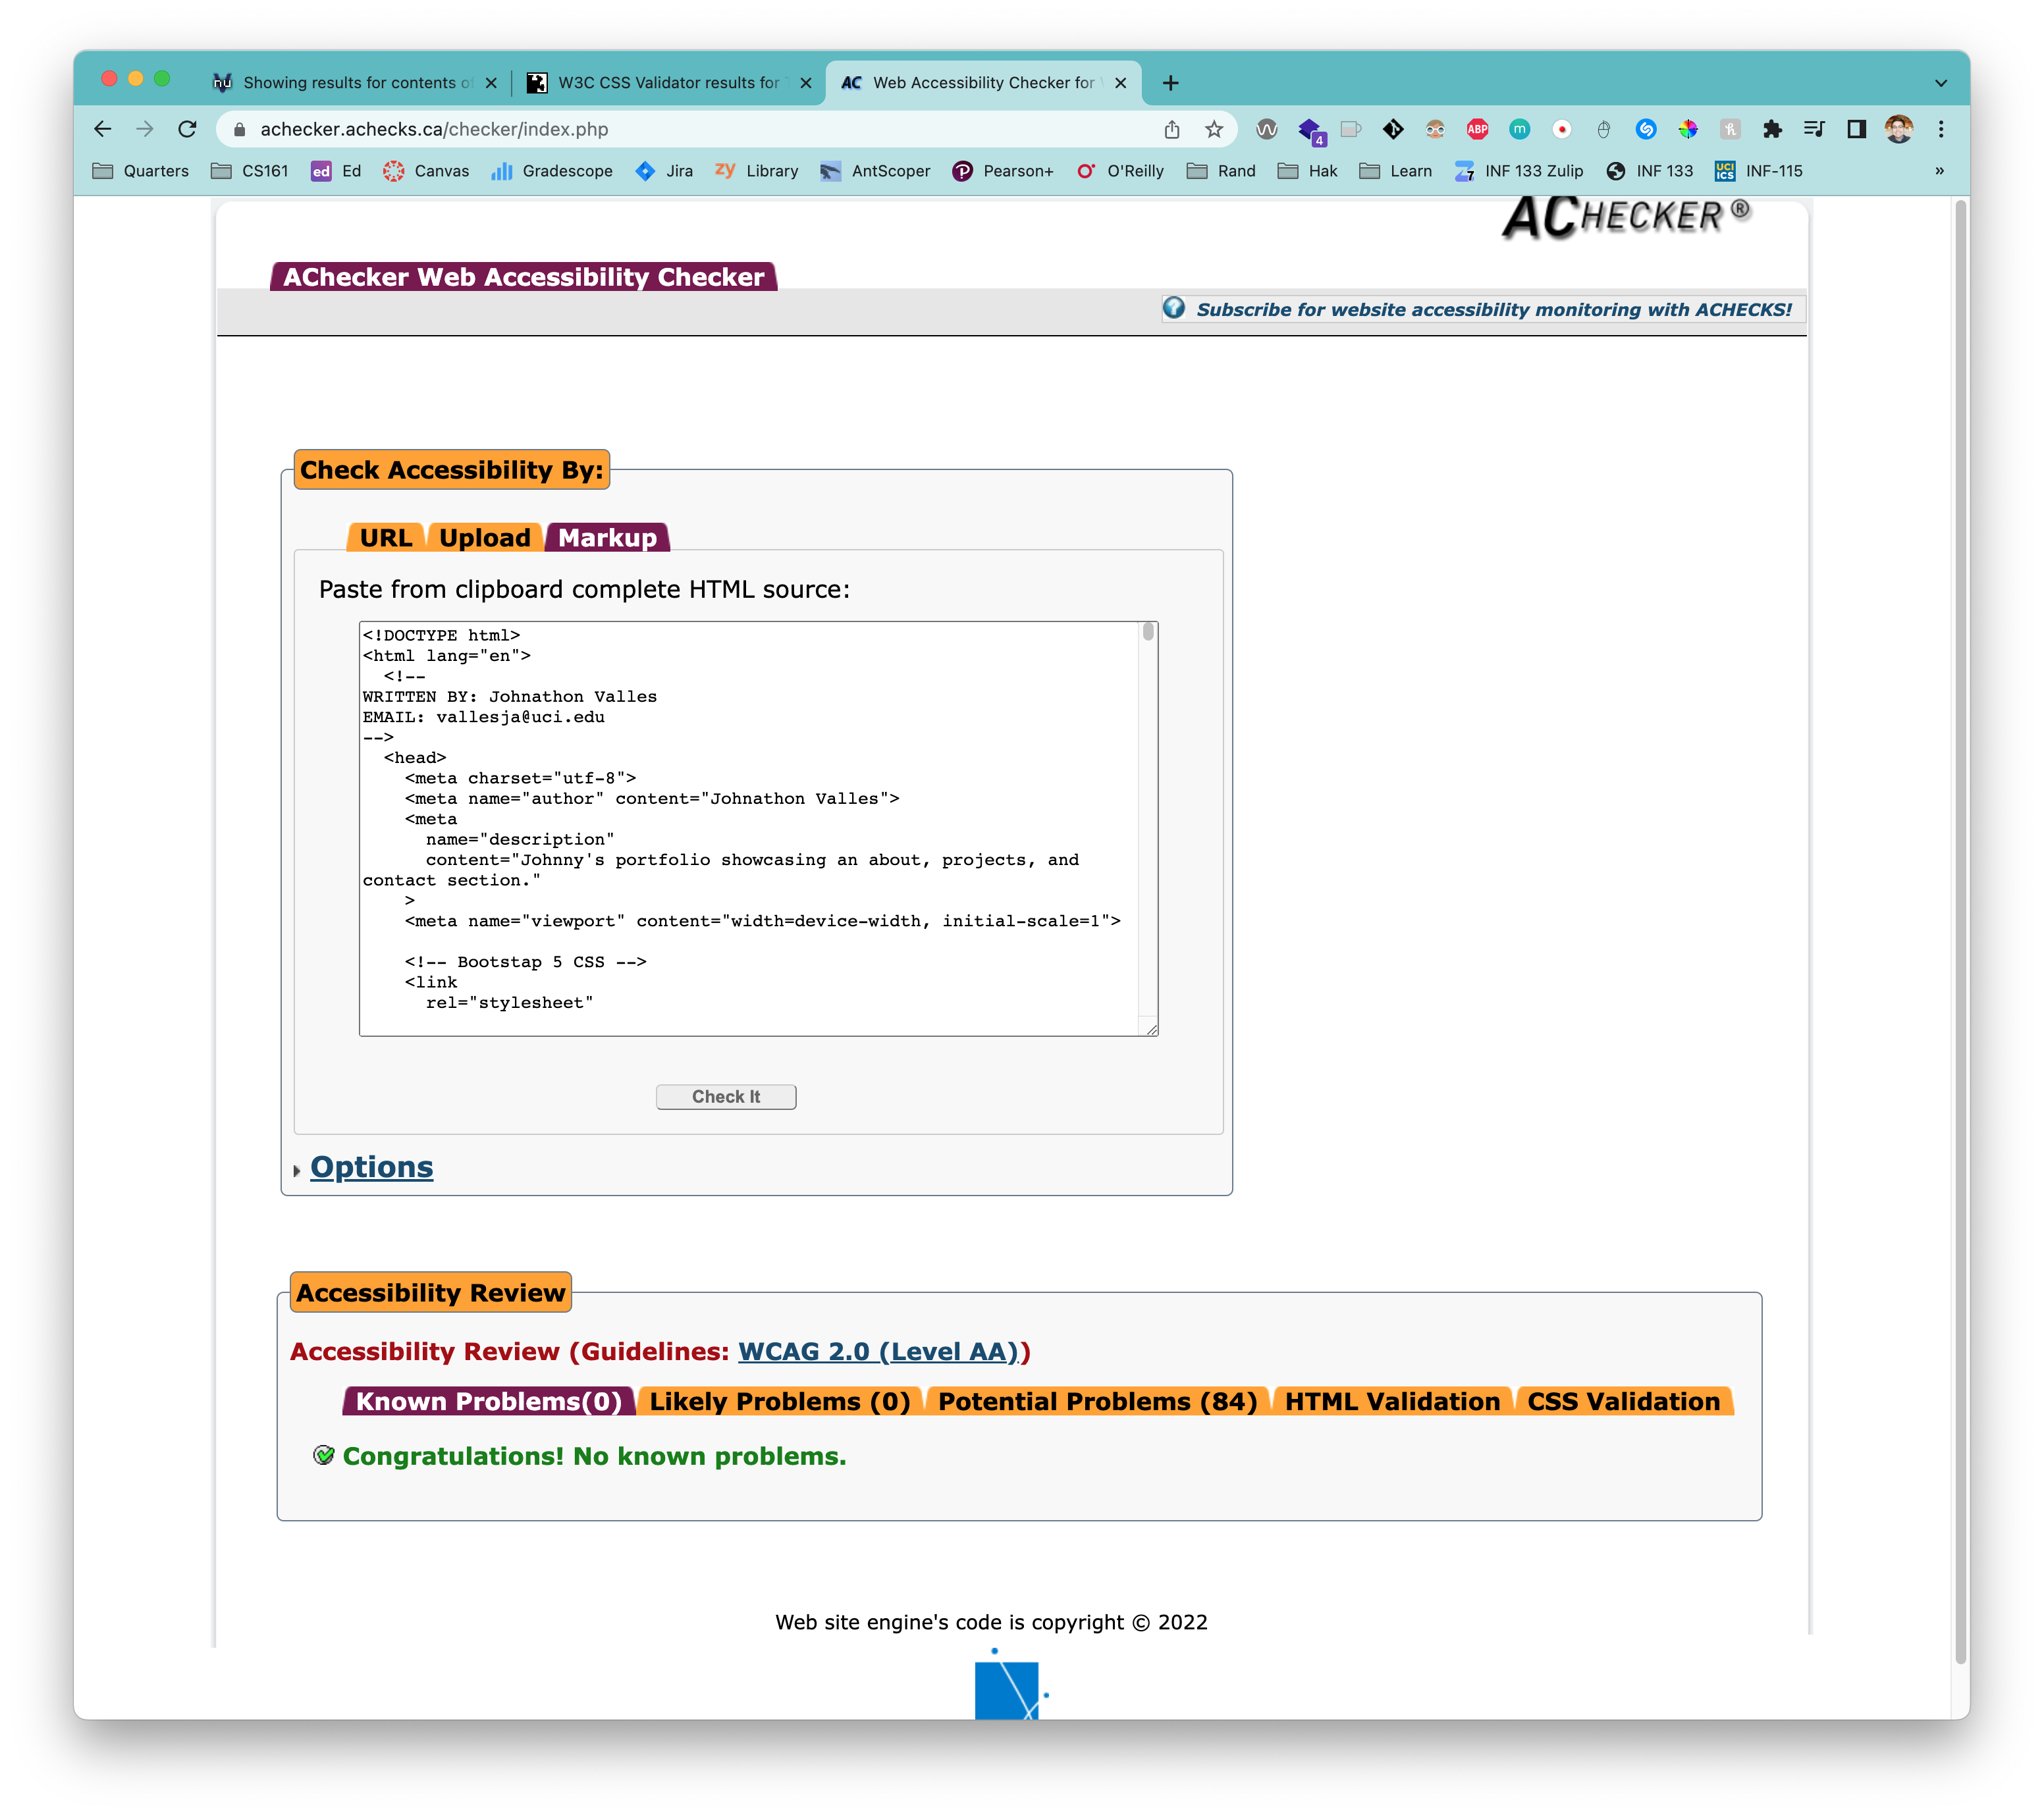 Showing results for contents of
W3C CSS Validator results for
AC Web Accessibility Checker for
achecker.achecks.ca/checker/index.php
ABP
m
4
Quarters CS161 ed Ed Canvas Gradescope Jira zy Library AntScoper Pearson+ O'Reilly Rand Hak Learn INF 133 Zulip INF 133 UCI ICS INF-115 »
ACHECKER ®
AChecker Web Accessibility Checker
Subscribe for website accessibility monitoring with ACHECKS!
Check Accessibility By:
URL Upload Markup
Paste from clipboard complete HTML source:
<!DOCTYPE html>
<html lang="en">
<!--
WRITTEN BY: Johnathon Valles
EMAIL: vallesja@uci.edu
-->
<head>
<meta charset="utf-8">
<meta name="author" content="Johnathon Valles">
<meta
name="description"
content="Johnny's portfolio showcasing an about, projects, and
contact section."
>
<meta name="viewport" content="width=device-width, initial-scale=1">
<!-- Bootstap 5 CSS -->
<link
rel="stylesheet"
Check It
Options
Accessibility Review
Accessibility Review (Guidelines: WCAG 2.0 (Level AA))
Known Problems(0) Likely Problems (0) Potential Problems (84) HTML Validation CSS Validation
Congratulations! No known problems.
Web site engine's code is copyright © 2022